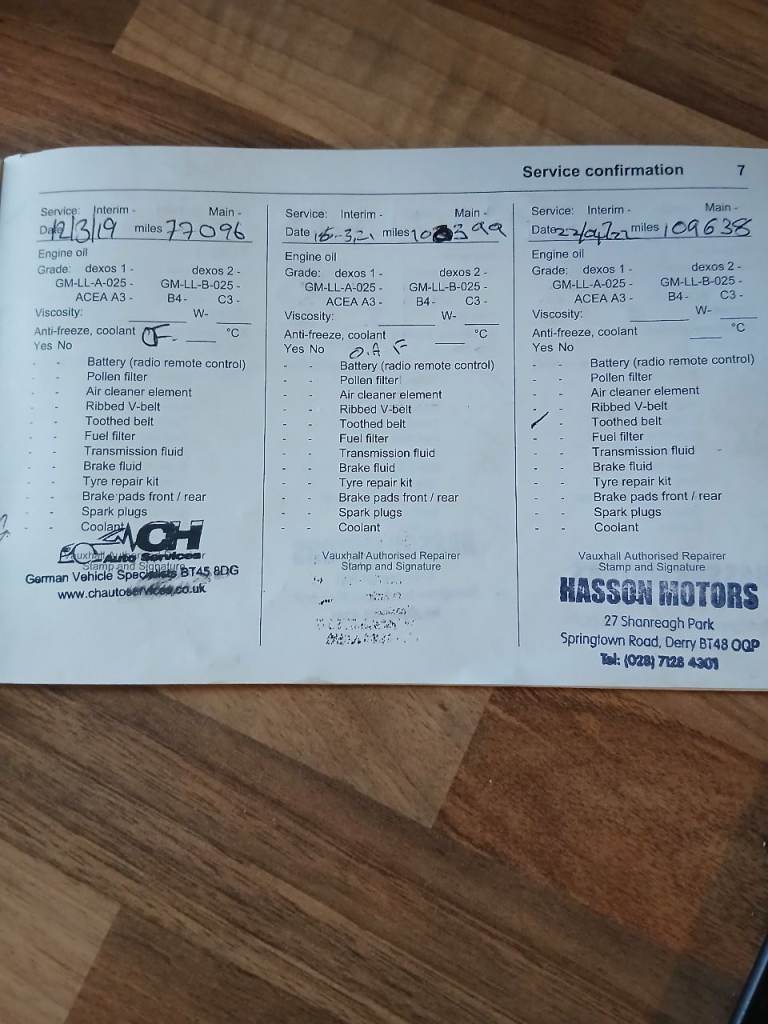 Service confirmation 7
Service: Interim - Main -
Date 12/3/19 miles 77096
Engine oil
Grade: dexos 1 - dexos 2 -
GM-LL-A-025 - GM-LL-B-025 -
ACEA A3 - B4 - C3 -
Viscosity: W-
Anti-freeze, coolant °C
Yes No
- - Battery (radio remote control)
- - Pollen filter
- - Air cleaner element
- - Ribbed V-belt
- - Toothed belt
- - Fuel filter
- - Transmission fluid
- - Brake fluid
- - Tyre repair kit
- - Brake pads front / rear
- - Spark plugs
- - Coolant
CH
Auto Services
Stamp and Signature
German Vehicle Specialists BT45 8DG
www.chautoservices.co.uk
Service: Interim - Main -
Date miles
Engine oil
Grade: dexos 1 - dexos 2 -
GM-LL-A-025 - GM-LL-B-025 -
ACEA A3 - B4- C3 -
Viscosity: W-
Anti-freeze, coolant °C
Yes No O.A F
- - Battery (radio remote control)
- - Pollen filter
- - Air cleaner element
- - Ribbed V-belt
- - Toothed belt
- - Fuel filter
- - Transmission fluid
- - Brake fluid
- - Tyre repair kit
- - Brake pads front / rear
- - Spark plugs
- - Coolant
Vauxhall Authorised Repairer
Stamp and Signature
Service: Interim - Main -
Date 22/04/22 miles 109638
Engine oil
Grade: dexos 1 - dexos 2 -
GM-LL-A-025 - GM-LL-B-025 -
ACEA A3 - B4- C3 -
Viscosity: W-
Anti-freeze, coolant °C
Yes No
- - Battery (radio remote control)
- - Pollen filter
- - Air cleaner element
- - Ribbed V-belt
✓ - Toothed belt
- - Fuel filter
- - Transmission fluid
- - Brake fluid
- - Tyre repair kit
- - Brake pads front / rear
- - Spark plugs
- - Coolant
Vauxhall Authorised Repairer
Stamp and Signature
HASSON MOTORS
27 Shanreagh Park
Springtown Road, Derry BT48 0QP
Tel: (028) 7128 4301